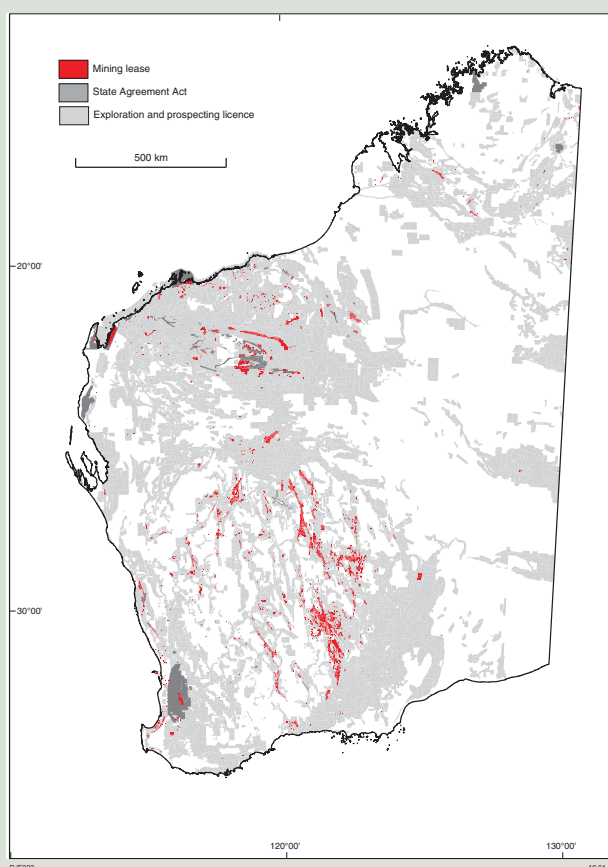 Mining lease
State Agreement Act
Exploration and prospecting licence
500 km
20°00'
30°00'
120°00'
130°00'